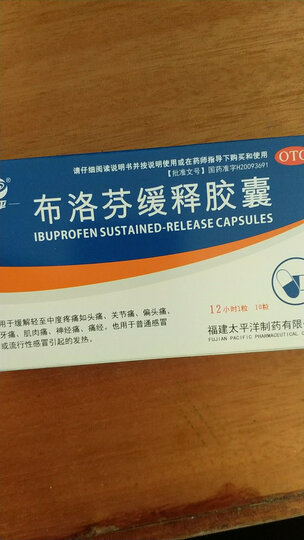 ®
请仔细阅读说明书并按说明使用或在药师指导下购买和使用
【批准文号】国药准字H20093691
OTC
布洛芬缓释胶囊
IBUPROFEN SUSTAINED-RELEASE CAPSULES
用于缓解轻至中度疼痛如头痛、关节痛、偏头痛、
牙痛、肌肉痛、神经痛、痛经。也用于普通感冒
或流行性感冒引起的发热。
12小时1粒 10粒
福建太平洋制药有限
FUJIAN PACIFIC PHARMACEUTICAL